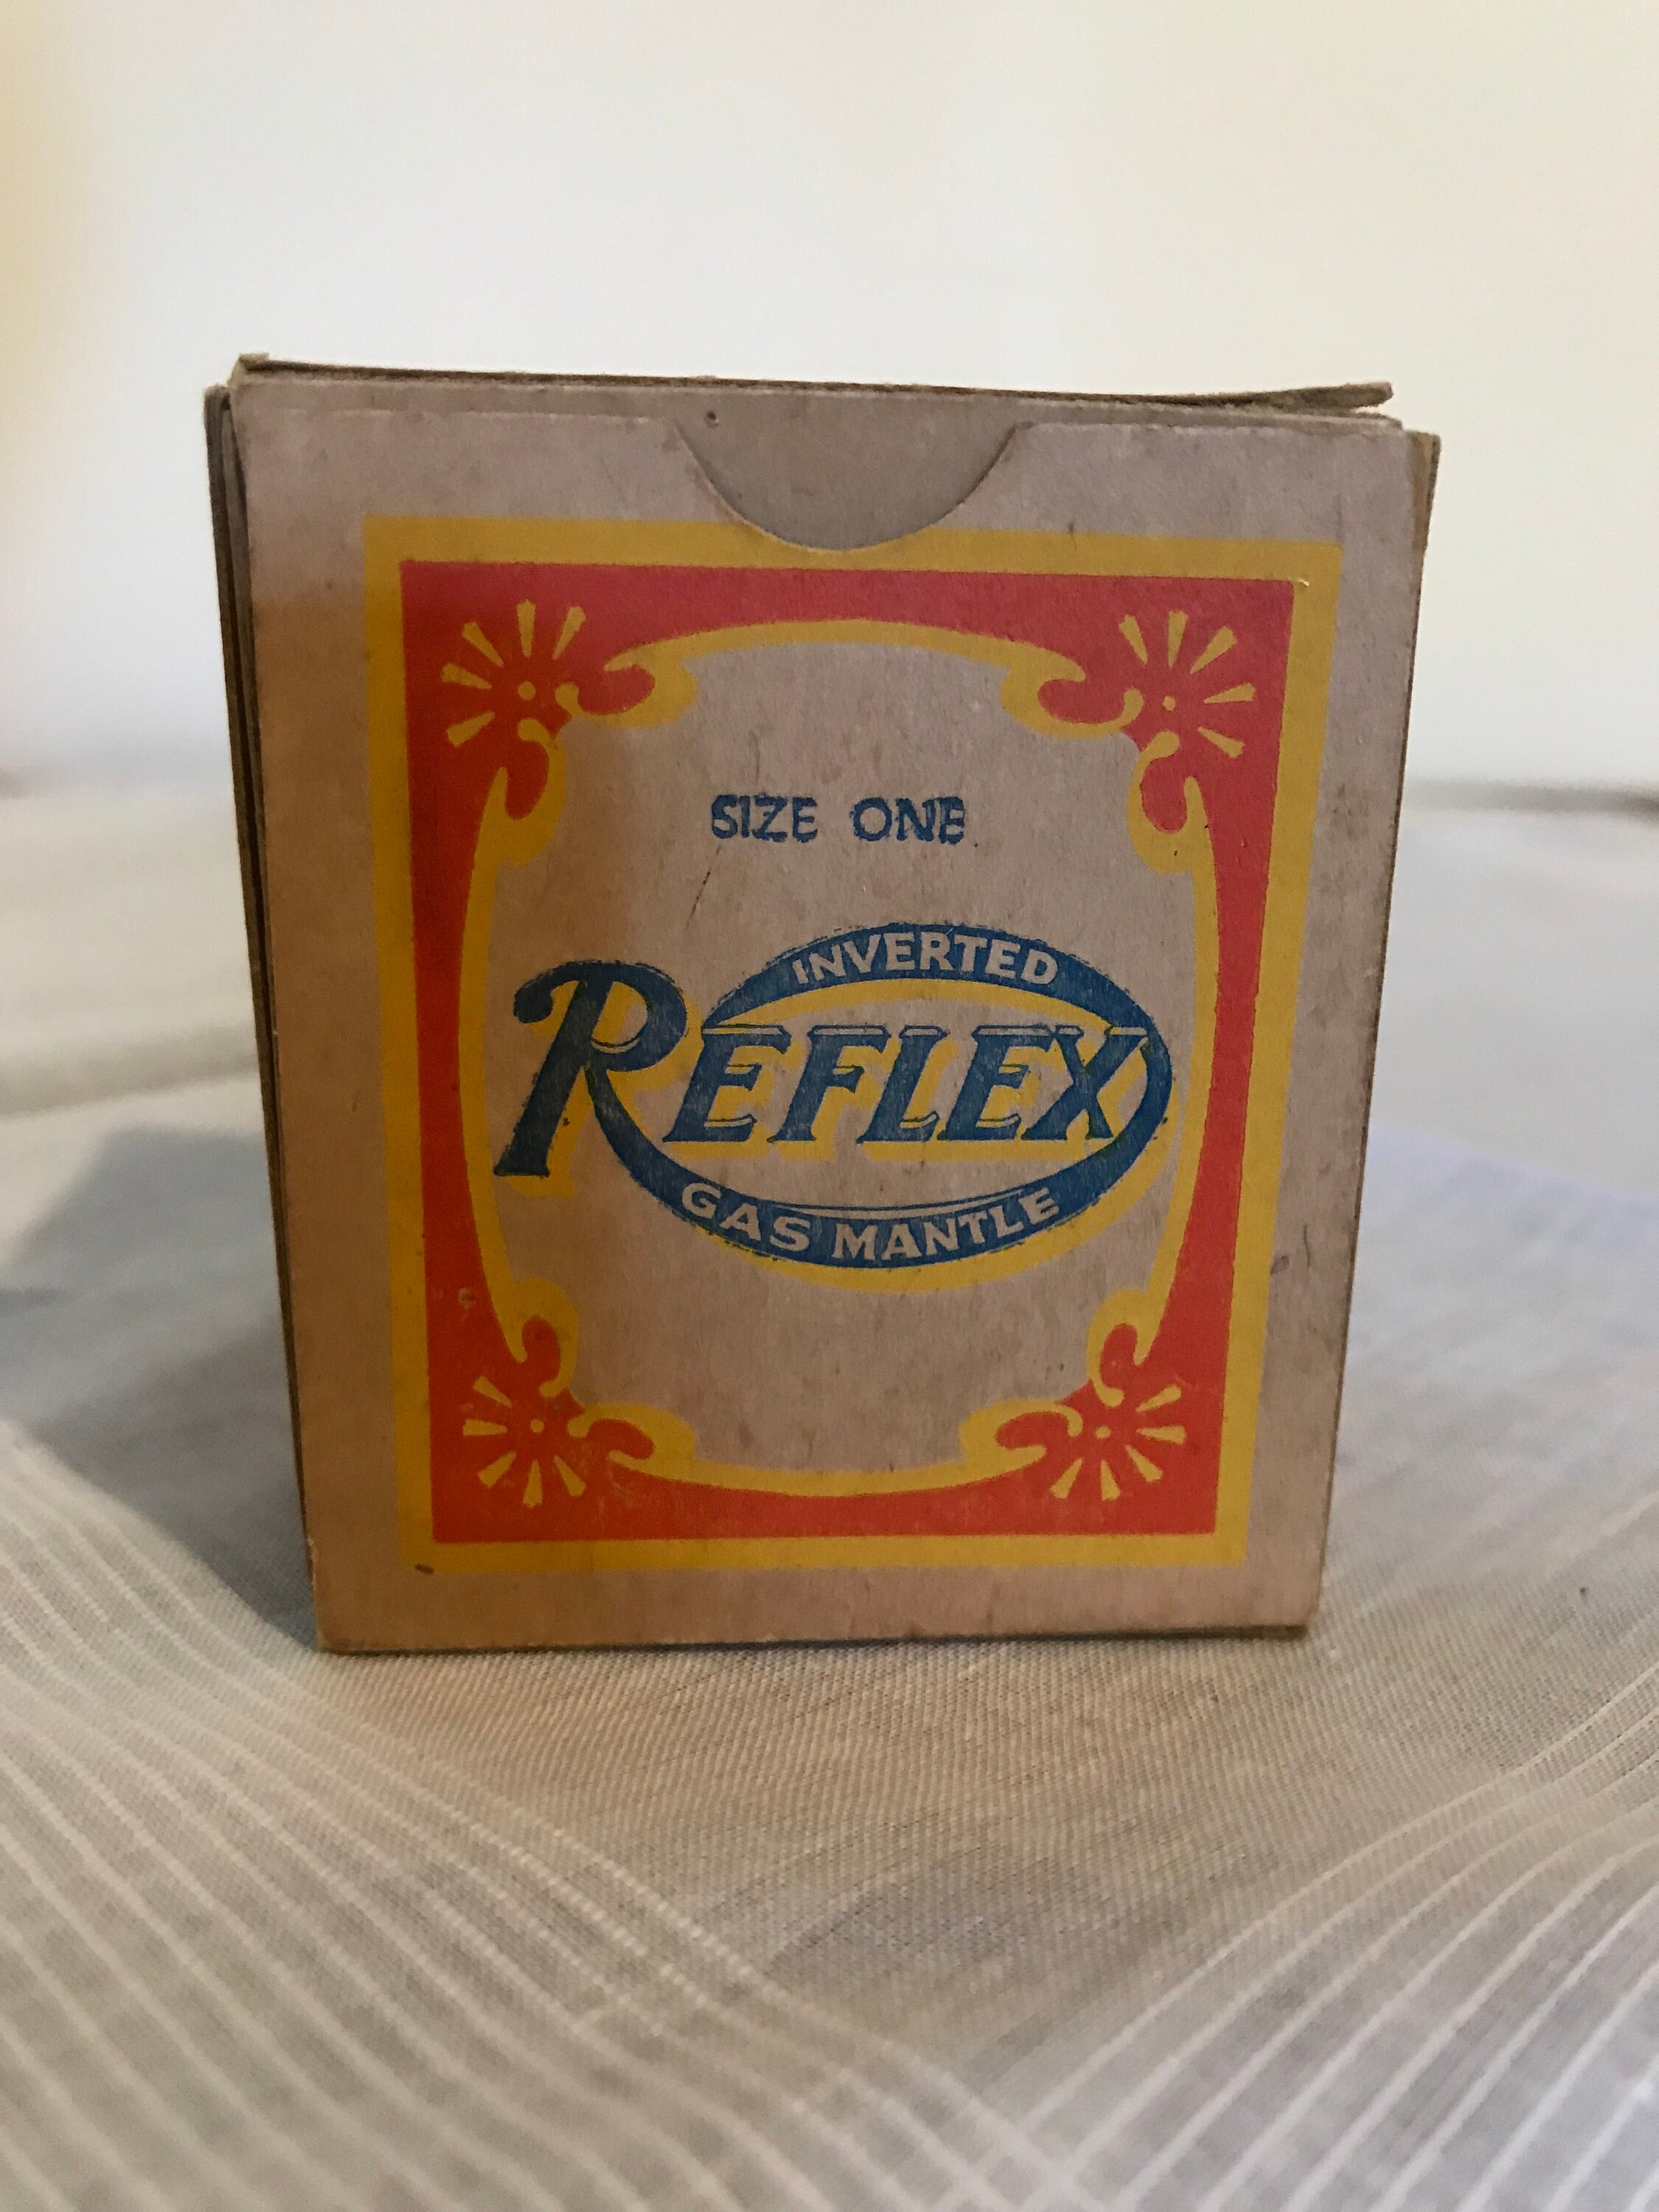 SIZE ONE
INVERTED
REFLEX
GAS MANTLE